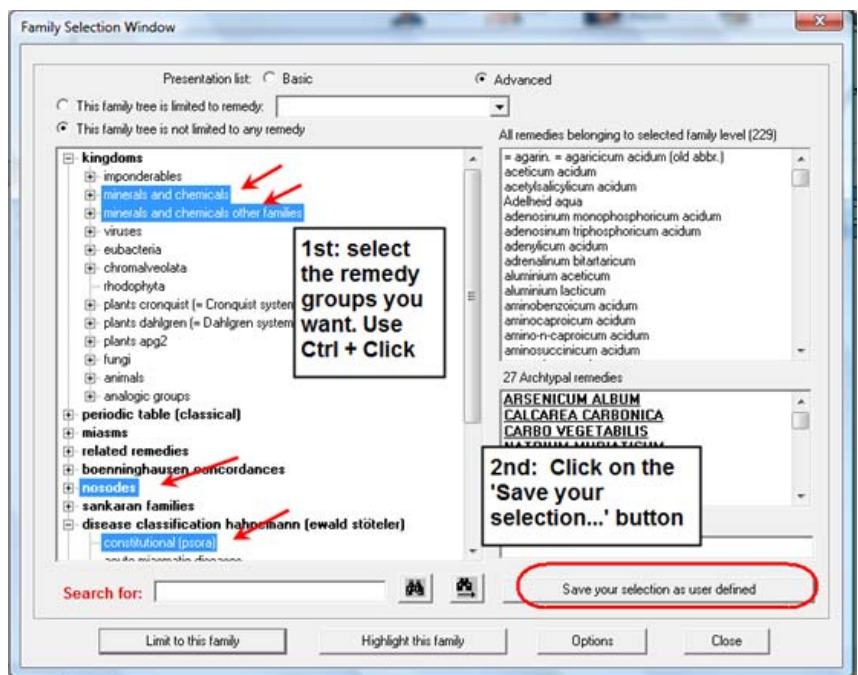 Family Selection Window
Presentation list: Basic Advanced
This family tree is limited to remedy:
This family tree is not limited to any remedy
kingdoms
imponderables
minerals and chemicals
minerals and chemicals other families
viruses
eubacteria
chromalveolata
rhodophyta
plants cronquist (= Cronquist system
plants dahlgren (= Dahlgren system
plants apg2
fungi
animals
analogic groups
periodic table (classical)
miasms
related remedies
boenninghausen concordances
nosodes
sankaran families
disease classification hahnemann (ewald stöteler)
constitutional (psora)
acute miasmatic diseases
1st: select
the remedy
groups you
want. Use
Ctrl + Click
All remedies belonging to selected family level (229)
= agarin. = agaricicum acidum (old abbr.)
aceticum acidum
acetylsalicylicum acidum
Adelheid aqua
adenosinum monophosphoricum acidum
adenosinum triphosphoricum acidum
adenylicum acidum
adrenalinum bitartaricum
aluminium aceticum
aluminium lacticum
aminobenzoicum acidum
aminocaproicum acidum
amino-n-caproicum acidum
aminosuccinicum acidum
27 Archtypal remedies
ARSENICUM ALBUM
CALCAREA CARBONICA
CARBO VEGETABILIS
NATRIUM MURIATICUM
2nd: Click on the
'Save your
selection...' button
Search for:
Save your selection as user defined
Limit to this family Highlight this family Options Close